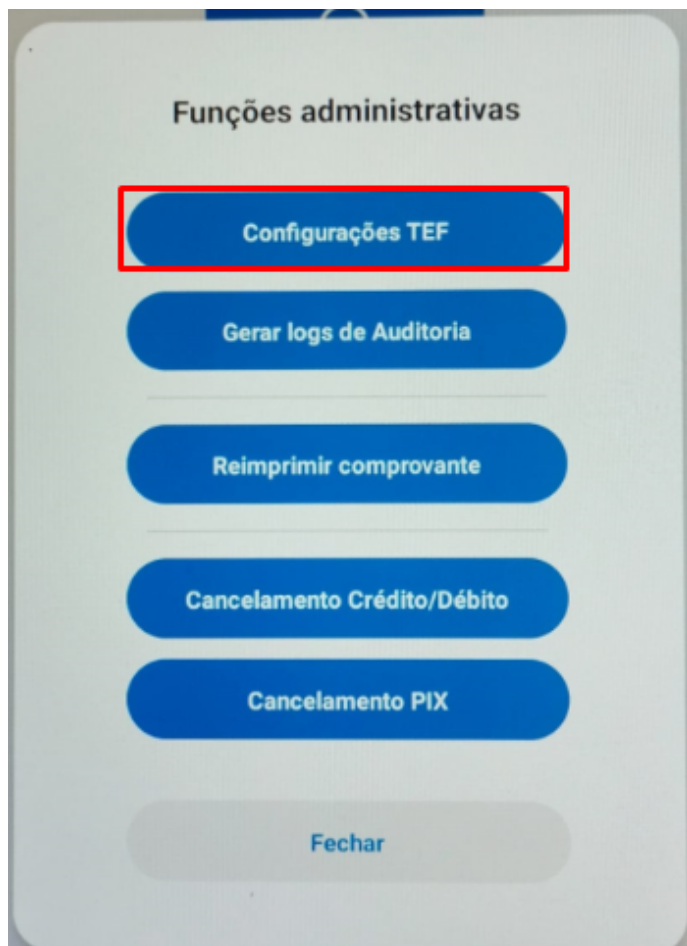 Funções administrativas
Configurações TEF
Gerar logs de Auditoria
Reimprimir comprovante
Cancelamento Crédito/Débito
Cancelamento PIX
Fechar